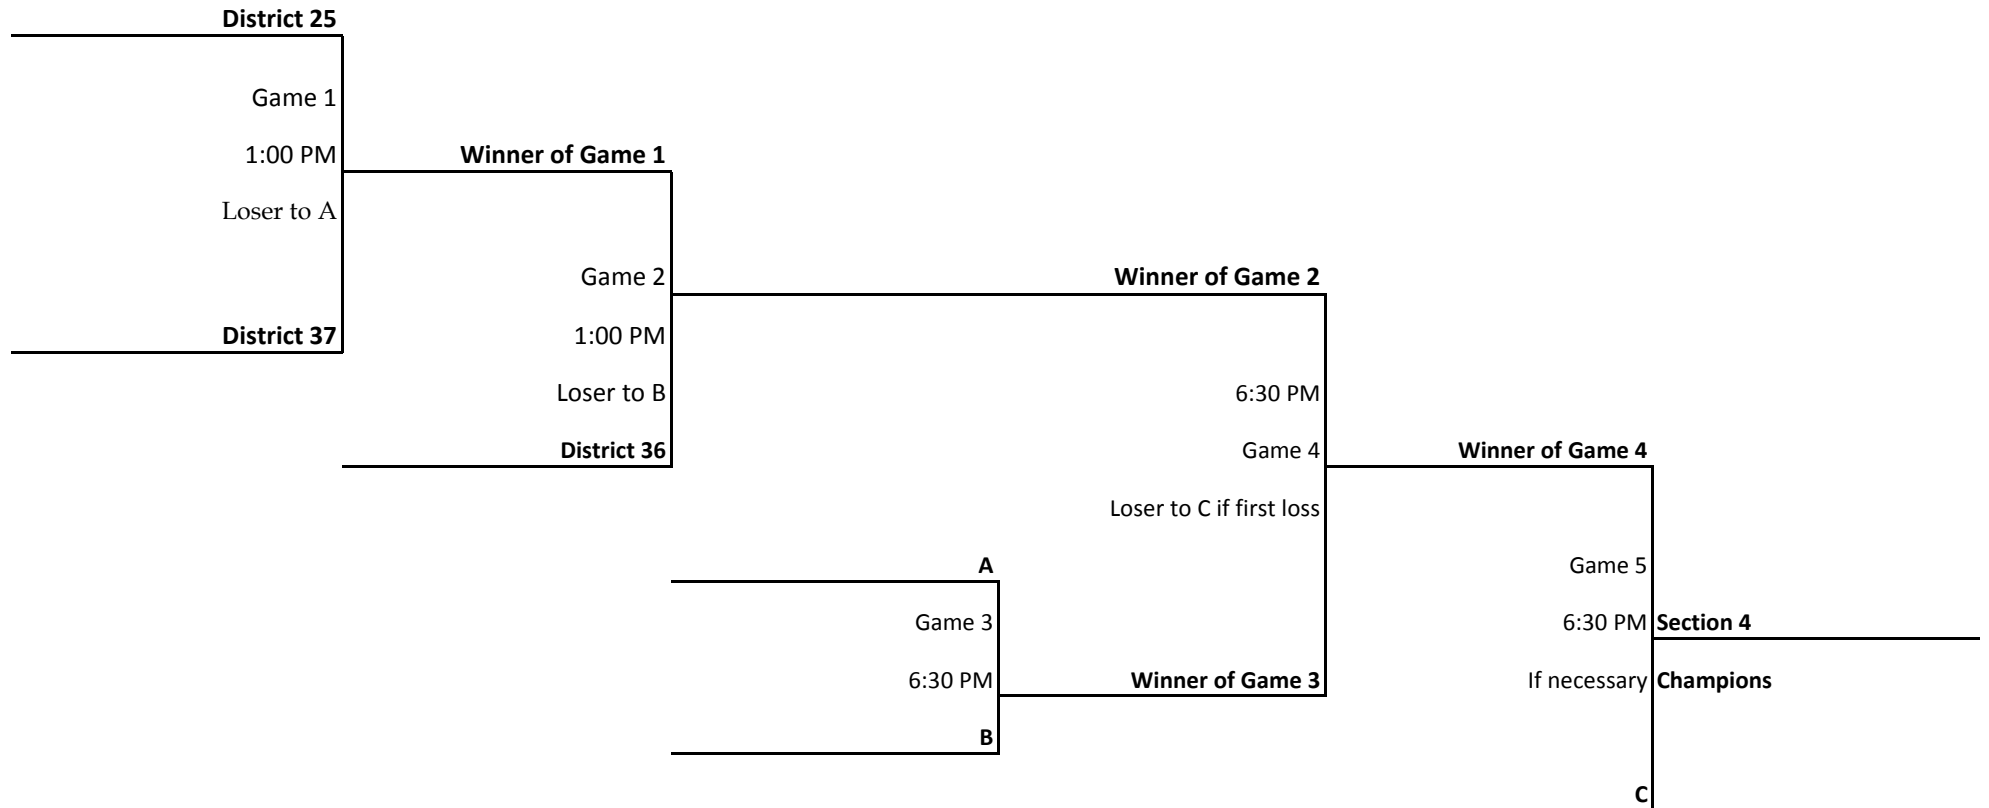 District 25
Game 1
1:00 PM
Winner of Game 1
Loser to A
Game 2
Winner of Game 2
District 37
1:00 PM
Loser to B
6:30 PM
District 36
Game 4
Winner of Game 4
Loser to C if first loss
A
Game 5
Game 3
6:30 PM
Section 4
6:30 PM
Winner of Game 3
If necessary
Champions
B
C